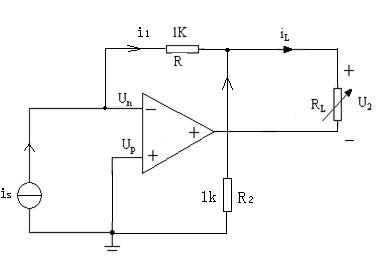 i1 1K iL
R
Un −
+
RL U2
Up + +
−
is 1k R2